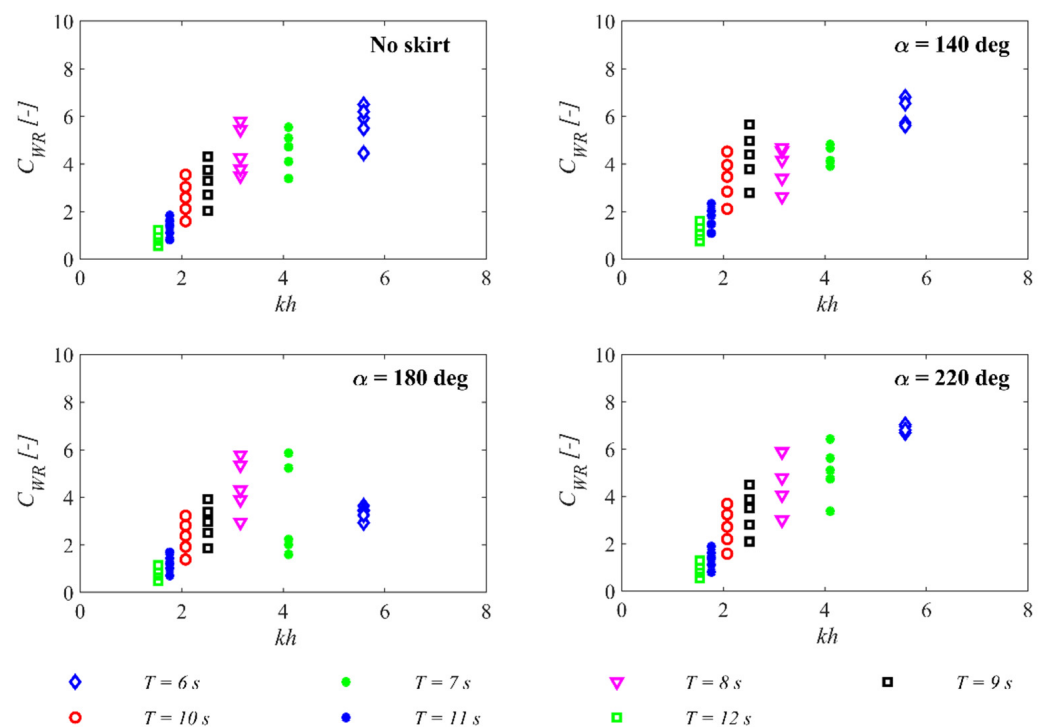 No skirt
10
8
6
4
2
0
C_WR [-]
0 2 4 6 8
kh
α = 140 deg
10
8
6
4
2
0
C_WR [-]
0 2 4 6 8
kh
α = 180 deg
10
8
6
4
2
0
C_WR [-]
0 2 4 6 8
kh
α = 220 deg
10
8
6
4
2
0
C_WR [-]
0 2 4 6 8
kh
T = 6 s T = 7 s T = 8 s T = 9 s
T = 10 s T = 11 s T = 12 s